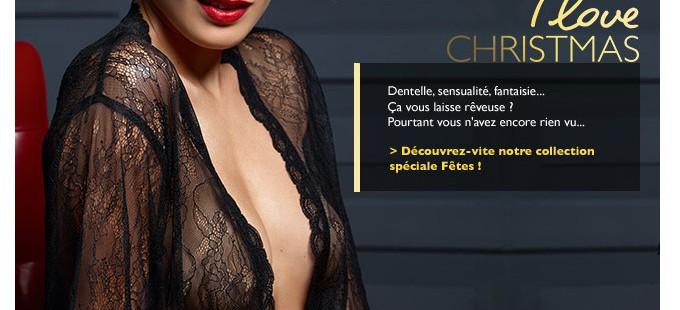 I love
CHRISTMAS
Dentelle, sensualité, fantaisie...
Ça vous laisse rêveuse ?
Pourtant vous n'avez encore rien vu...
> Découvrez-vite notre collection
spéciale Fêtes !